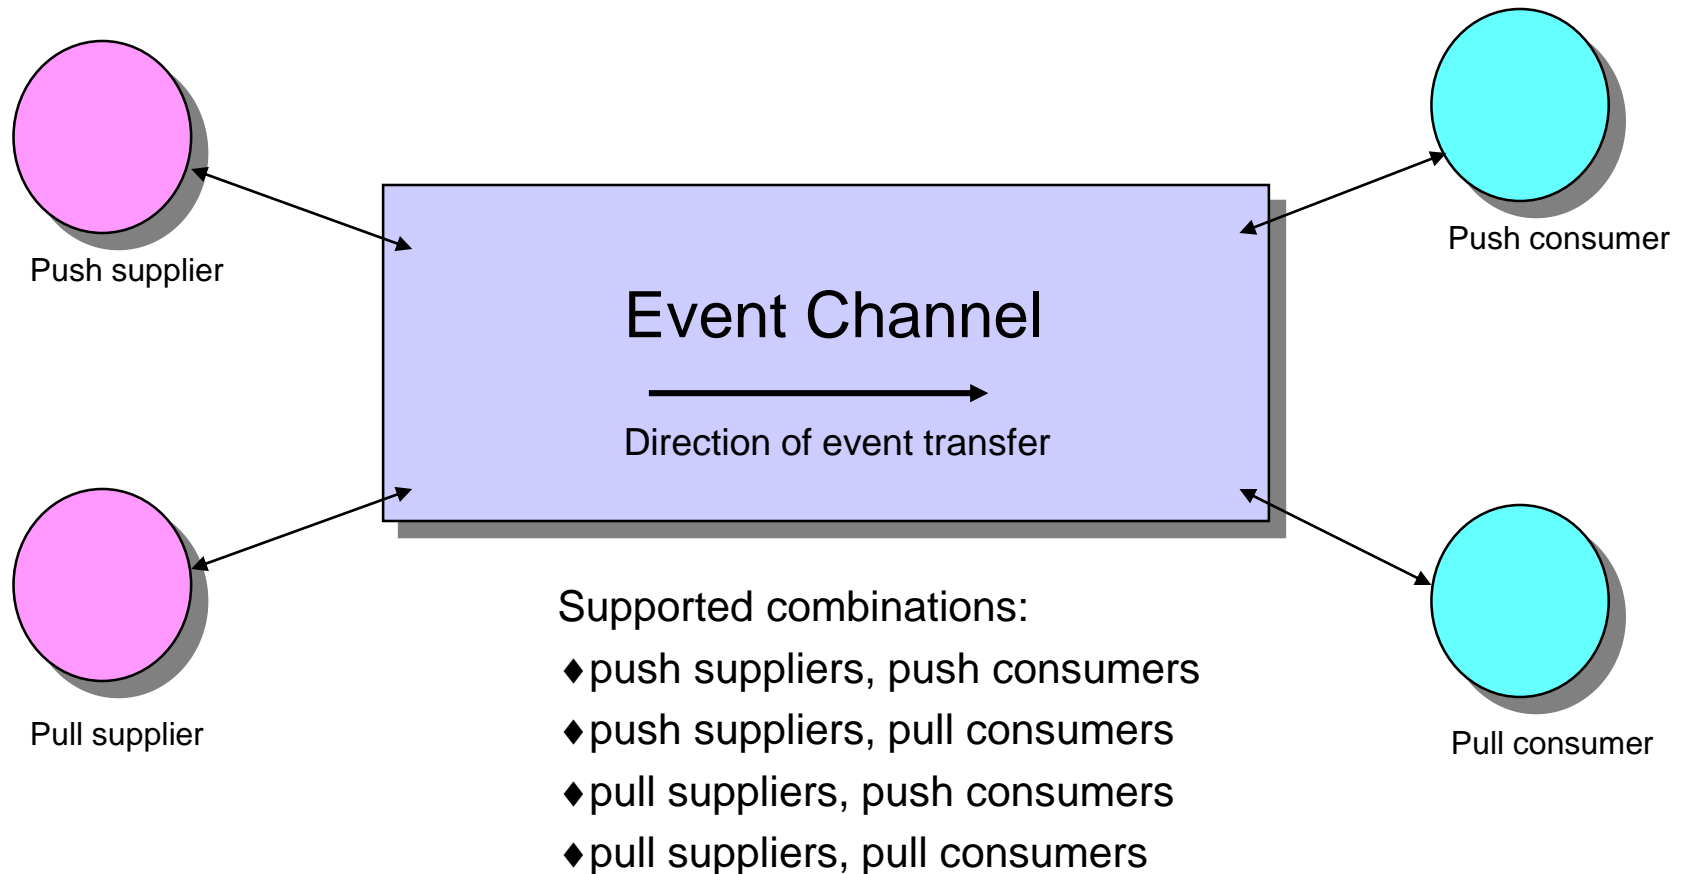 Push supplier
Push consumer
Event Channel
Direction of event transfer
Pull supplier
Pull consumer
Supported combinations:
♦push suppliers, push consumers
♦push suppliers, pull consumers
♦pull suppliers, push consumers
♦pull suppliers, pull consumers